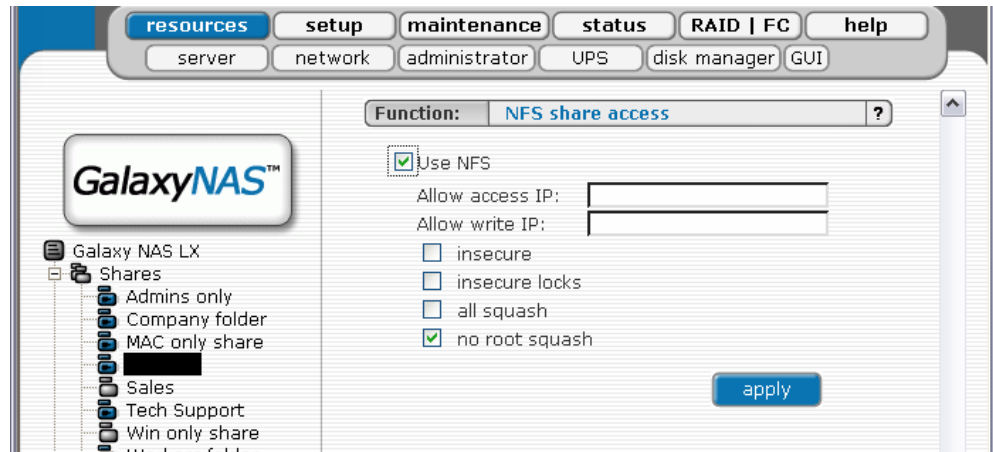 resources setup maintenance status RAID | FC help
server network administrator UPS disk manager GUI
Function: NFS share access ?
GalaxyNAS™
Use NFS
Allow access IP:
Allow write IP:
insecure
insecure locks
all squash
no root squash
apply
Galaxy NAS LX
Shares
Admins only
Company folder
MAC only share
Sales
Tech Support
Win only share